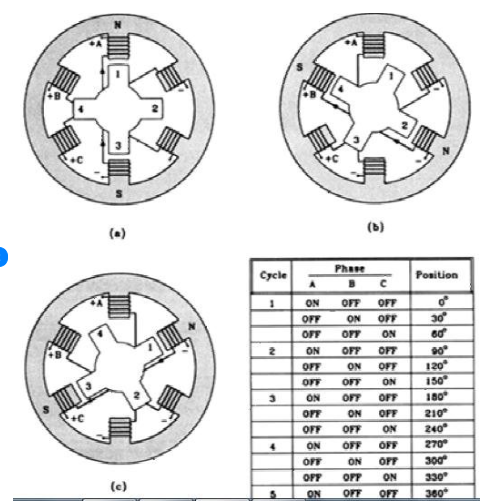 N
+A
1
+B
4
2
-
3
+C
-
S
(a)
+A
1
S
+B
4
-
2
3
+C
N
-
(b)
+A
N
4
1
+B
-
3
2
S
+C
-
(c)
Cycle Phase Position
A B C
1 ON OFF OFF 0°
OFF ON OFF 30°
OFF OFF ON 60°
2 ON OFF OFF 90°
OFF ON OFF 120°
OFF OFF ON 150°
3 ON OFF OFF 180°
OFF ON OFF 210°
OFF OFF ON 240°
4 ON OFF OFF 270°
OFF ON OFF 300°
OFF OFF ON 330°
5 ON OFF OFF 360°